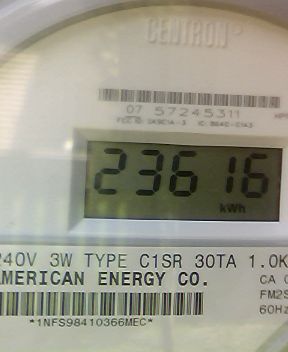 CENTRON®
07 57245311
23616
kWh
240V 3W TYPE C1SR 30TA 1.0K
AMERICAN ENERGY CO.
CA
FM2S
60Hz
*1NFS98410366MEC*